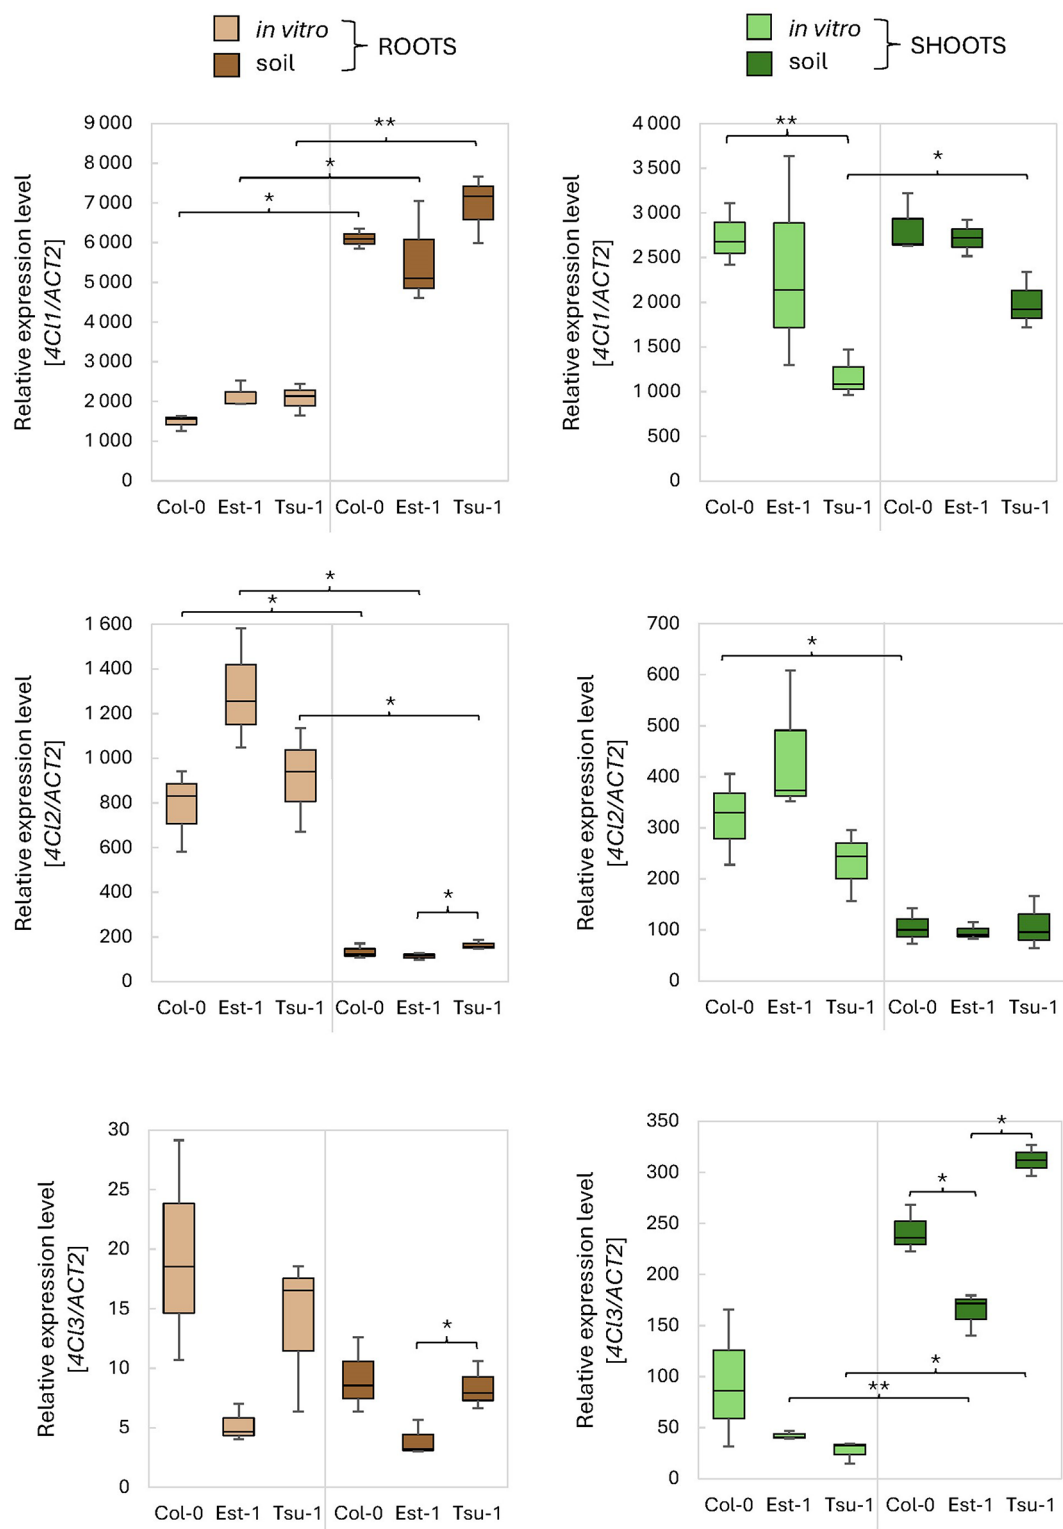 in vitro
soil
ROOTS
in vitro
soil
SHOOTS
Relative expression level
[4Cl1/ACT2]
9 000
8 000
7 000
6 000
5 000
4 000
3 000
2 000
1 000
0
*
*
**
Col-0 Est-1 Tsu-1 Col-0 Est-1 Tsu-1
Relative expression level
[4Cl1/ACT2]
4 000
3 500
3 000
2 500
2 000
1 500
1 000
500
0
**
*
Col-0 Est-1 Tsu-1 Col-0 Est-1 Tsu-1
Relative expression level
[4Cl2/ACT2]
1 600
1 400
1 200
1 000
800
600
400
200
0
*
*
*
*
Col-0 Est-1 Tsu-1 Col-0 Est-1 Tsu-1
Relative expression level
[4Cl2/ACT2]
700
600
500
400
300
200
100
0
*
Col-0 Est-1 Tsu-1 Col-0 Est-1 Tsu-1
Relative expression level
[4Cl3/ACT2]
30
25
20
15
10
5
0
*
Col-0 Est-1 Tsu-1 Col-0 Est-1 Tsu-1
Relative expression level
[4Cl3/ACT2]
350
300
250
200
150
100
50
0
*
*
*
**
Col-0 Est-1 Tsu-1 Col-0 Est-1 Tsu-1